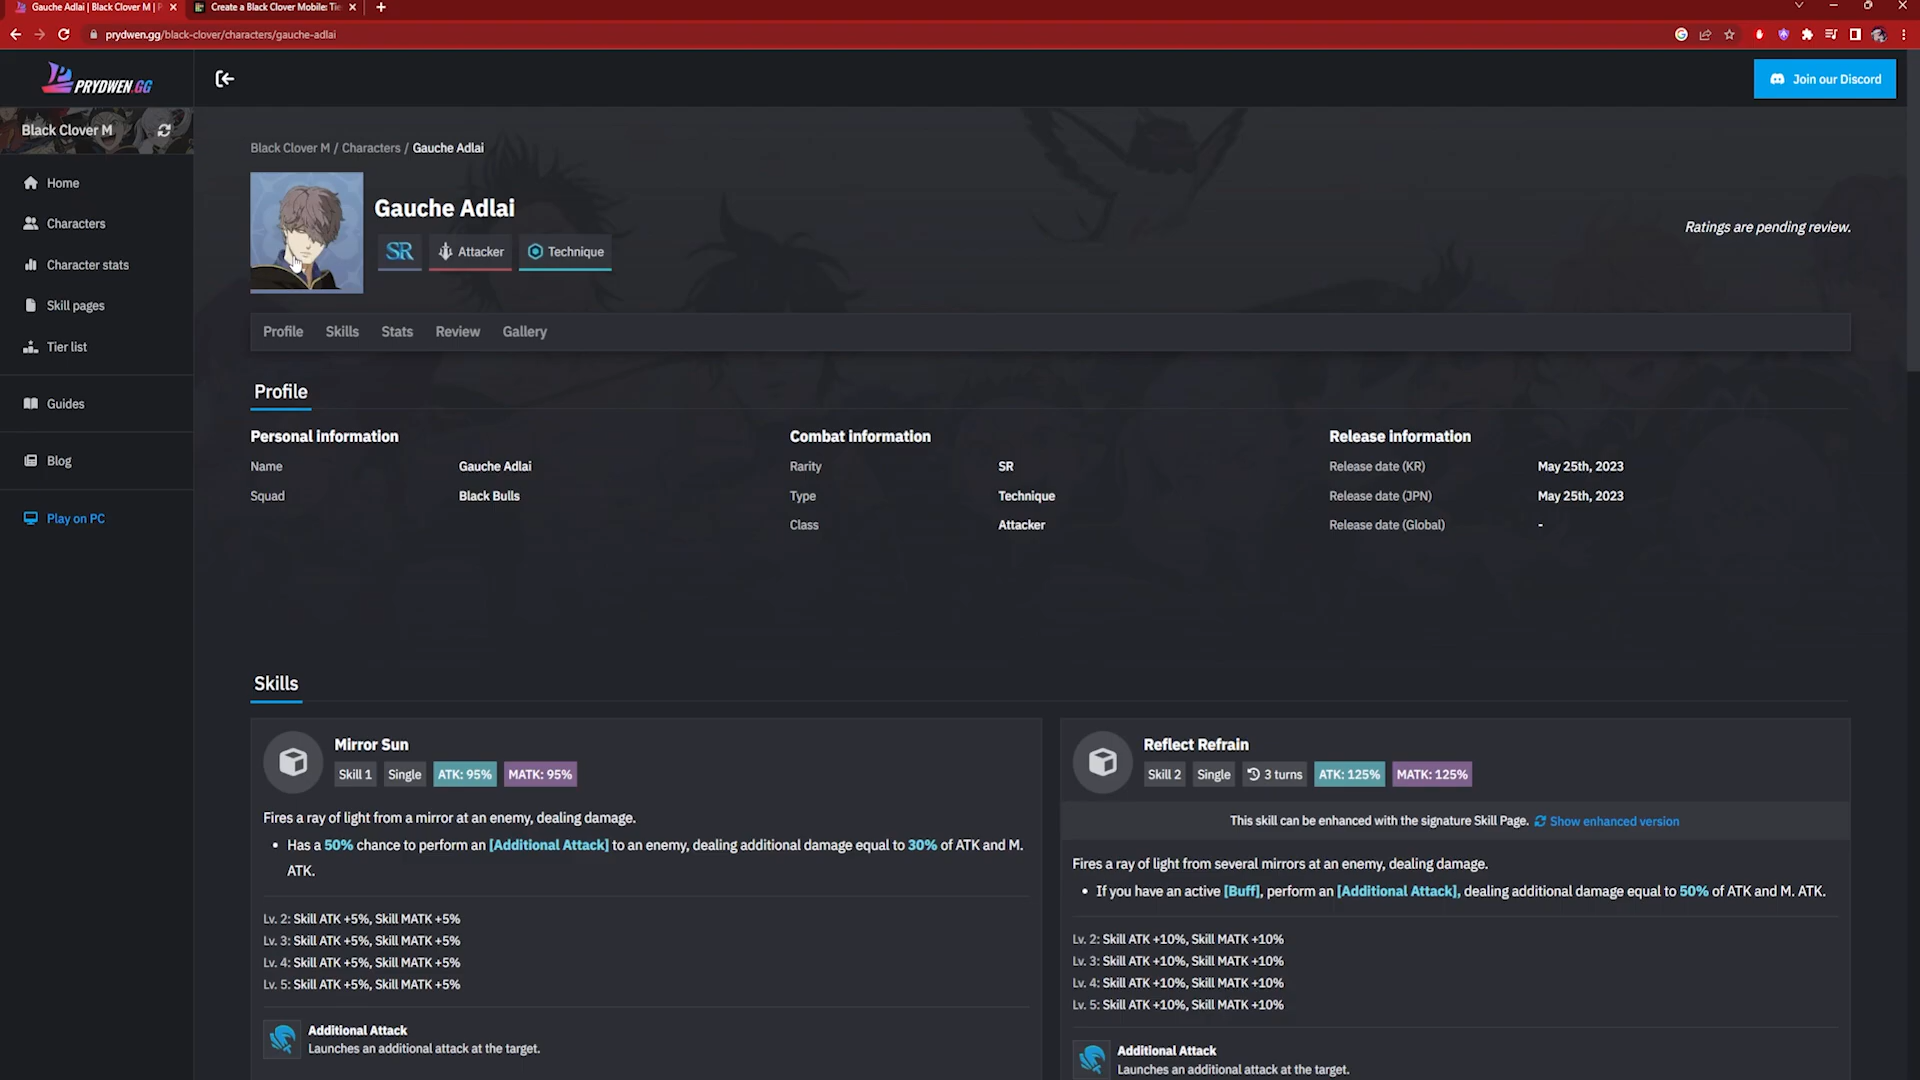 Gauche Adlai | Black Clover M | P
Create a Black Clover Mobile: Tie
prydwen.gg/black-clover/characters/gauche-adlai
PRYDWEN.GG
Join our Discord
Black Clover M
Home
Characters
Character stats
Skill pages
Tier list
Guides
Blog
Play on PC
Black Clover M / Characters / Gauche Adlai
Gauche Adlai
SR Attacker Technique
Ratings are pending review.
Profile Skills Stats Review Gallery
Profile
Personal information
Name Gauche Adlai
Squad Black Bulls
Combat information
Rarity SR
Type Technique
Class Attacker
Release information
Release date (KR) May 25th, 2023
Release date (JPN) May 25th, 2023
Release date (Global) -
Skills
Mirror Sun
Skill 1 Single ATK: 95% MATK: 95%
Fires a ray of light from a mirror at an enemy, dealing damage.
• Has a 50% chance to perform an [Additional Attack] to an enemy, dealing additional damage equal to 30% of ATK and M.
ATK.
Lv. 2: Skill ATK +5%, Skill MATK +5%
Lv. 3: Skill ATK +5%, Skill MATK +5%
Lv. 4: Skill ATK +5%, Skill MATK +5%
Lv. 5: Skill ATK +5%, Skill MATK +5%
Additional Attack
Launches an additional attack at the target.
Reflect Refrain
Skill 2 Single 3 turns ATK: 125% MATK: 125%
This skill can be enhanced with the signature Skill Page. Show enhanced version
Fires a ray of light from several mirrors at an enemy, dealing damage.
• If you have an active [Buff], perform an [Additional Attack], dealing additional damage equal to 50% of ATK and M. ATK.
Lv. 2: Skill ATK +10%, Skill MATK +10%
Lv. 3: Skill ATK +10%, Skill MATK +10%
Lv. 4: Skill ATK +10%, Skill MATK +10%
Lv. 5: Skill ATK +10%, Skill MATK +10%
Additional Attack
Launches an additional attack at the target.